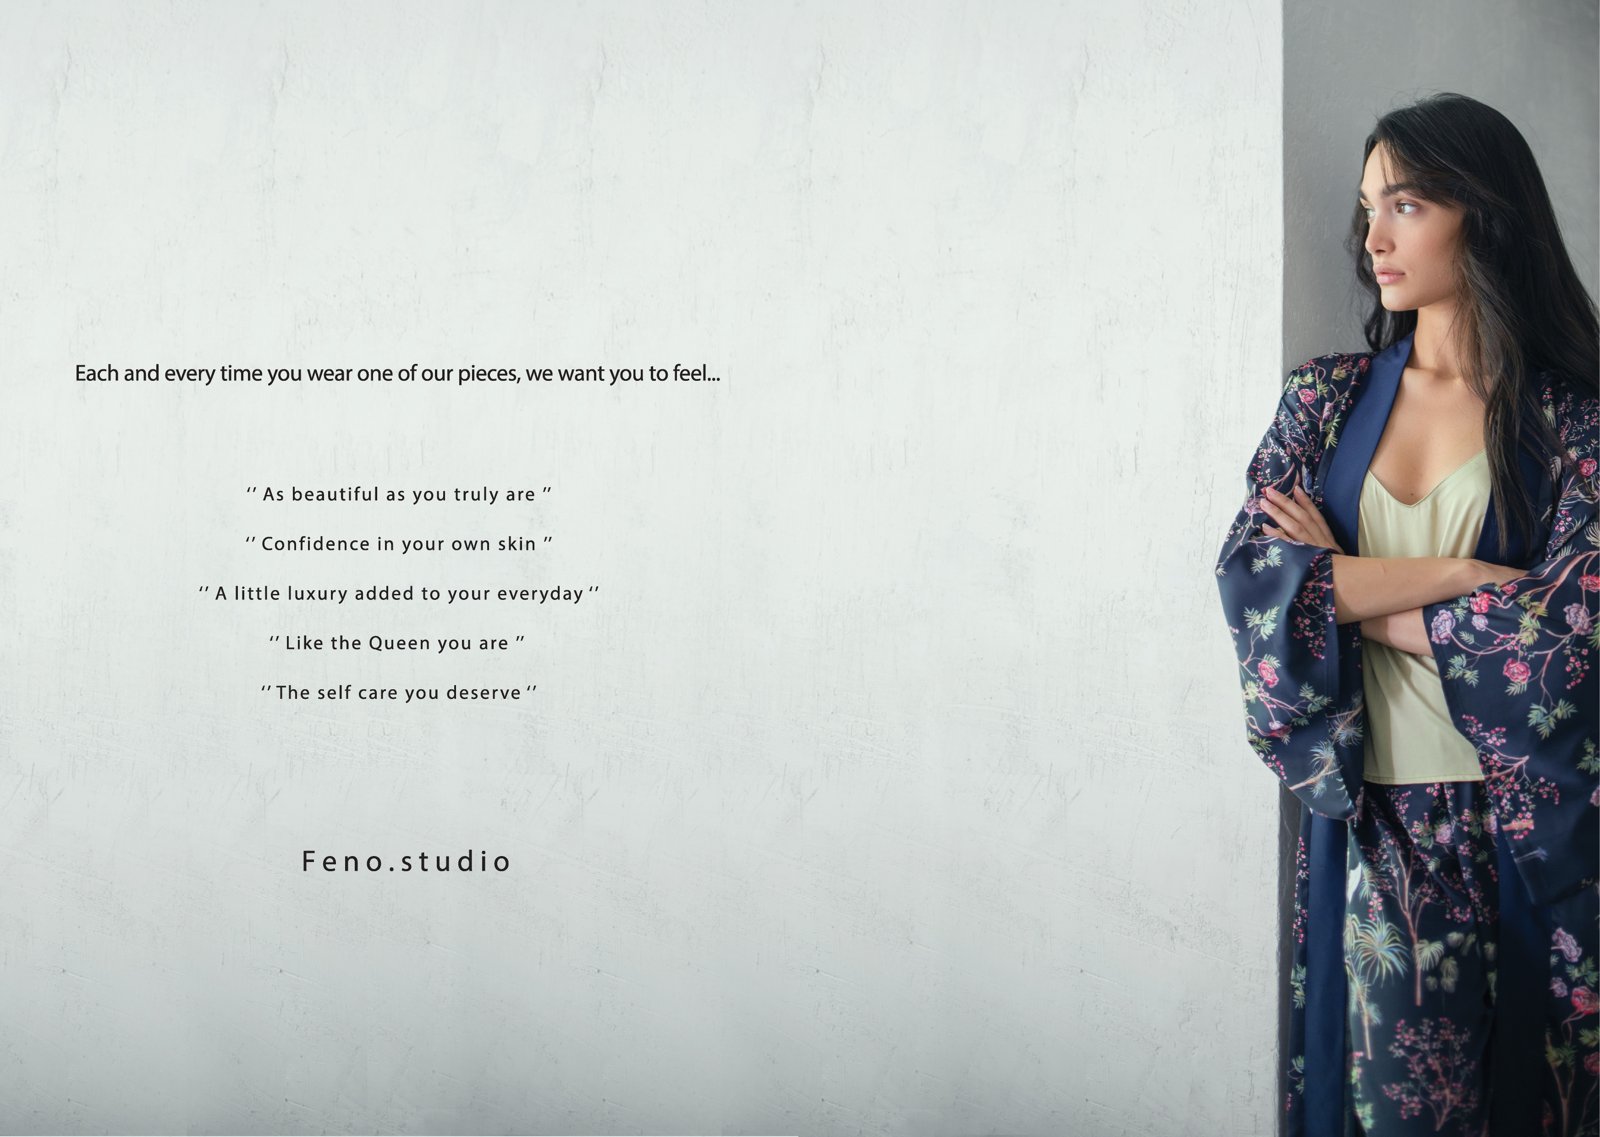 Each and every time you wear one of our pieces, we want you to feel...
‘’ As beautiful as you truly are ’’
‘’ Confidence in your own skin ’’
‘’ A little luxury added to your everyday ‘’
‘’ Like the Queen you are ’’
‘’ The self care you deserve ‘’
Feno.studio